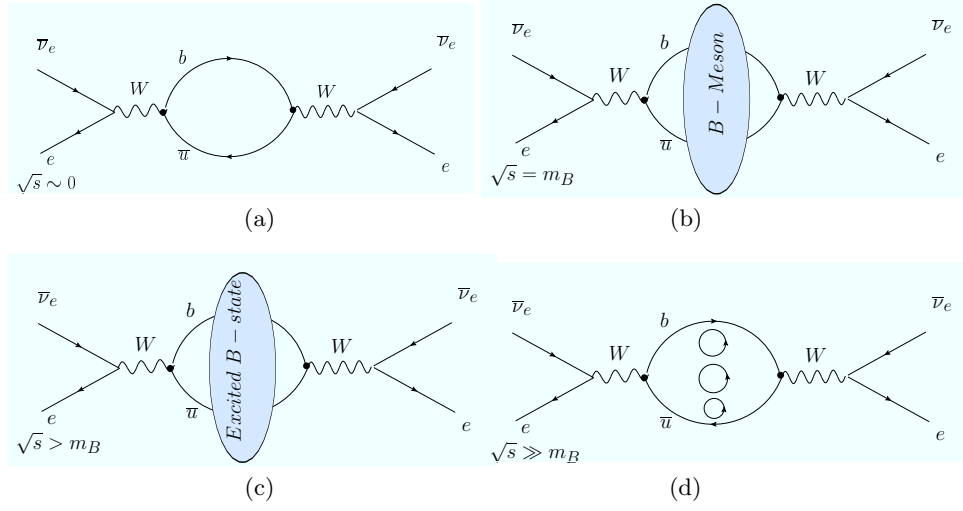 ν̅e
b
W
W
ν̅e
u̅
e
e
√s ∼ 0
(a)
ν̅e
b
W
B − Meson
W
ν̅e
u̅
e
e
√s = mB
(b)
ν̅e
b
W
Excited B − state
W
ν̅e
u̅
e
e
√s > mB
(c)
ν̅e
b
W
W
ν̅e
u̅
e
e
√s ≫ mB
(d)